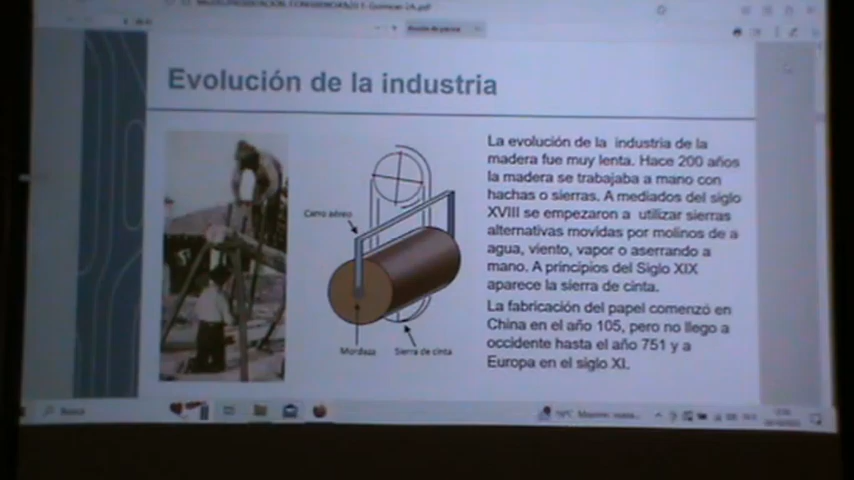 Evolución de la industria
La evolución de la industria de la
madera fue muy lenta. Hace 200 años
la madera se trabajaba a mano con
hachas o sierras. A mediados del siglo
XVIII se empezaron a utilizar sierras
alternativas movidas por molinos de a
agua, viento, vapor o aserrando a
mano. A principios del Siglo XIX
aparece la sierra de cinta.
La fabricación del papel comenzó en
China en el año 105, pero no llego a
occidente hasta el año 751 y a
Europa en el siglo XI.
Carro aéreo
Mordaza
Sierra de cinta
Busca